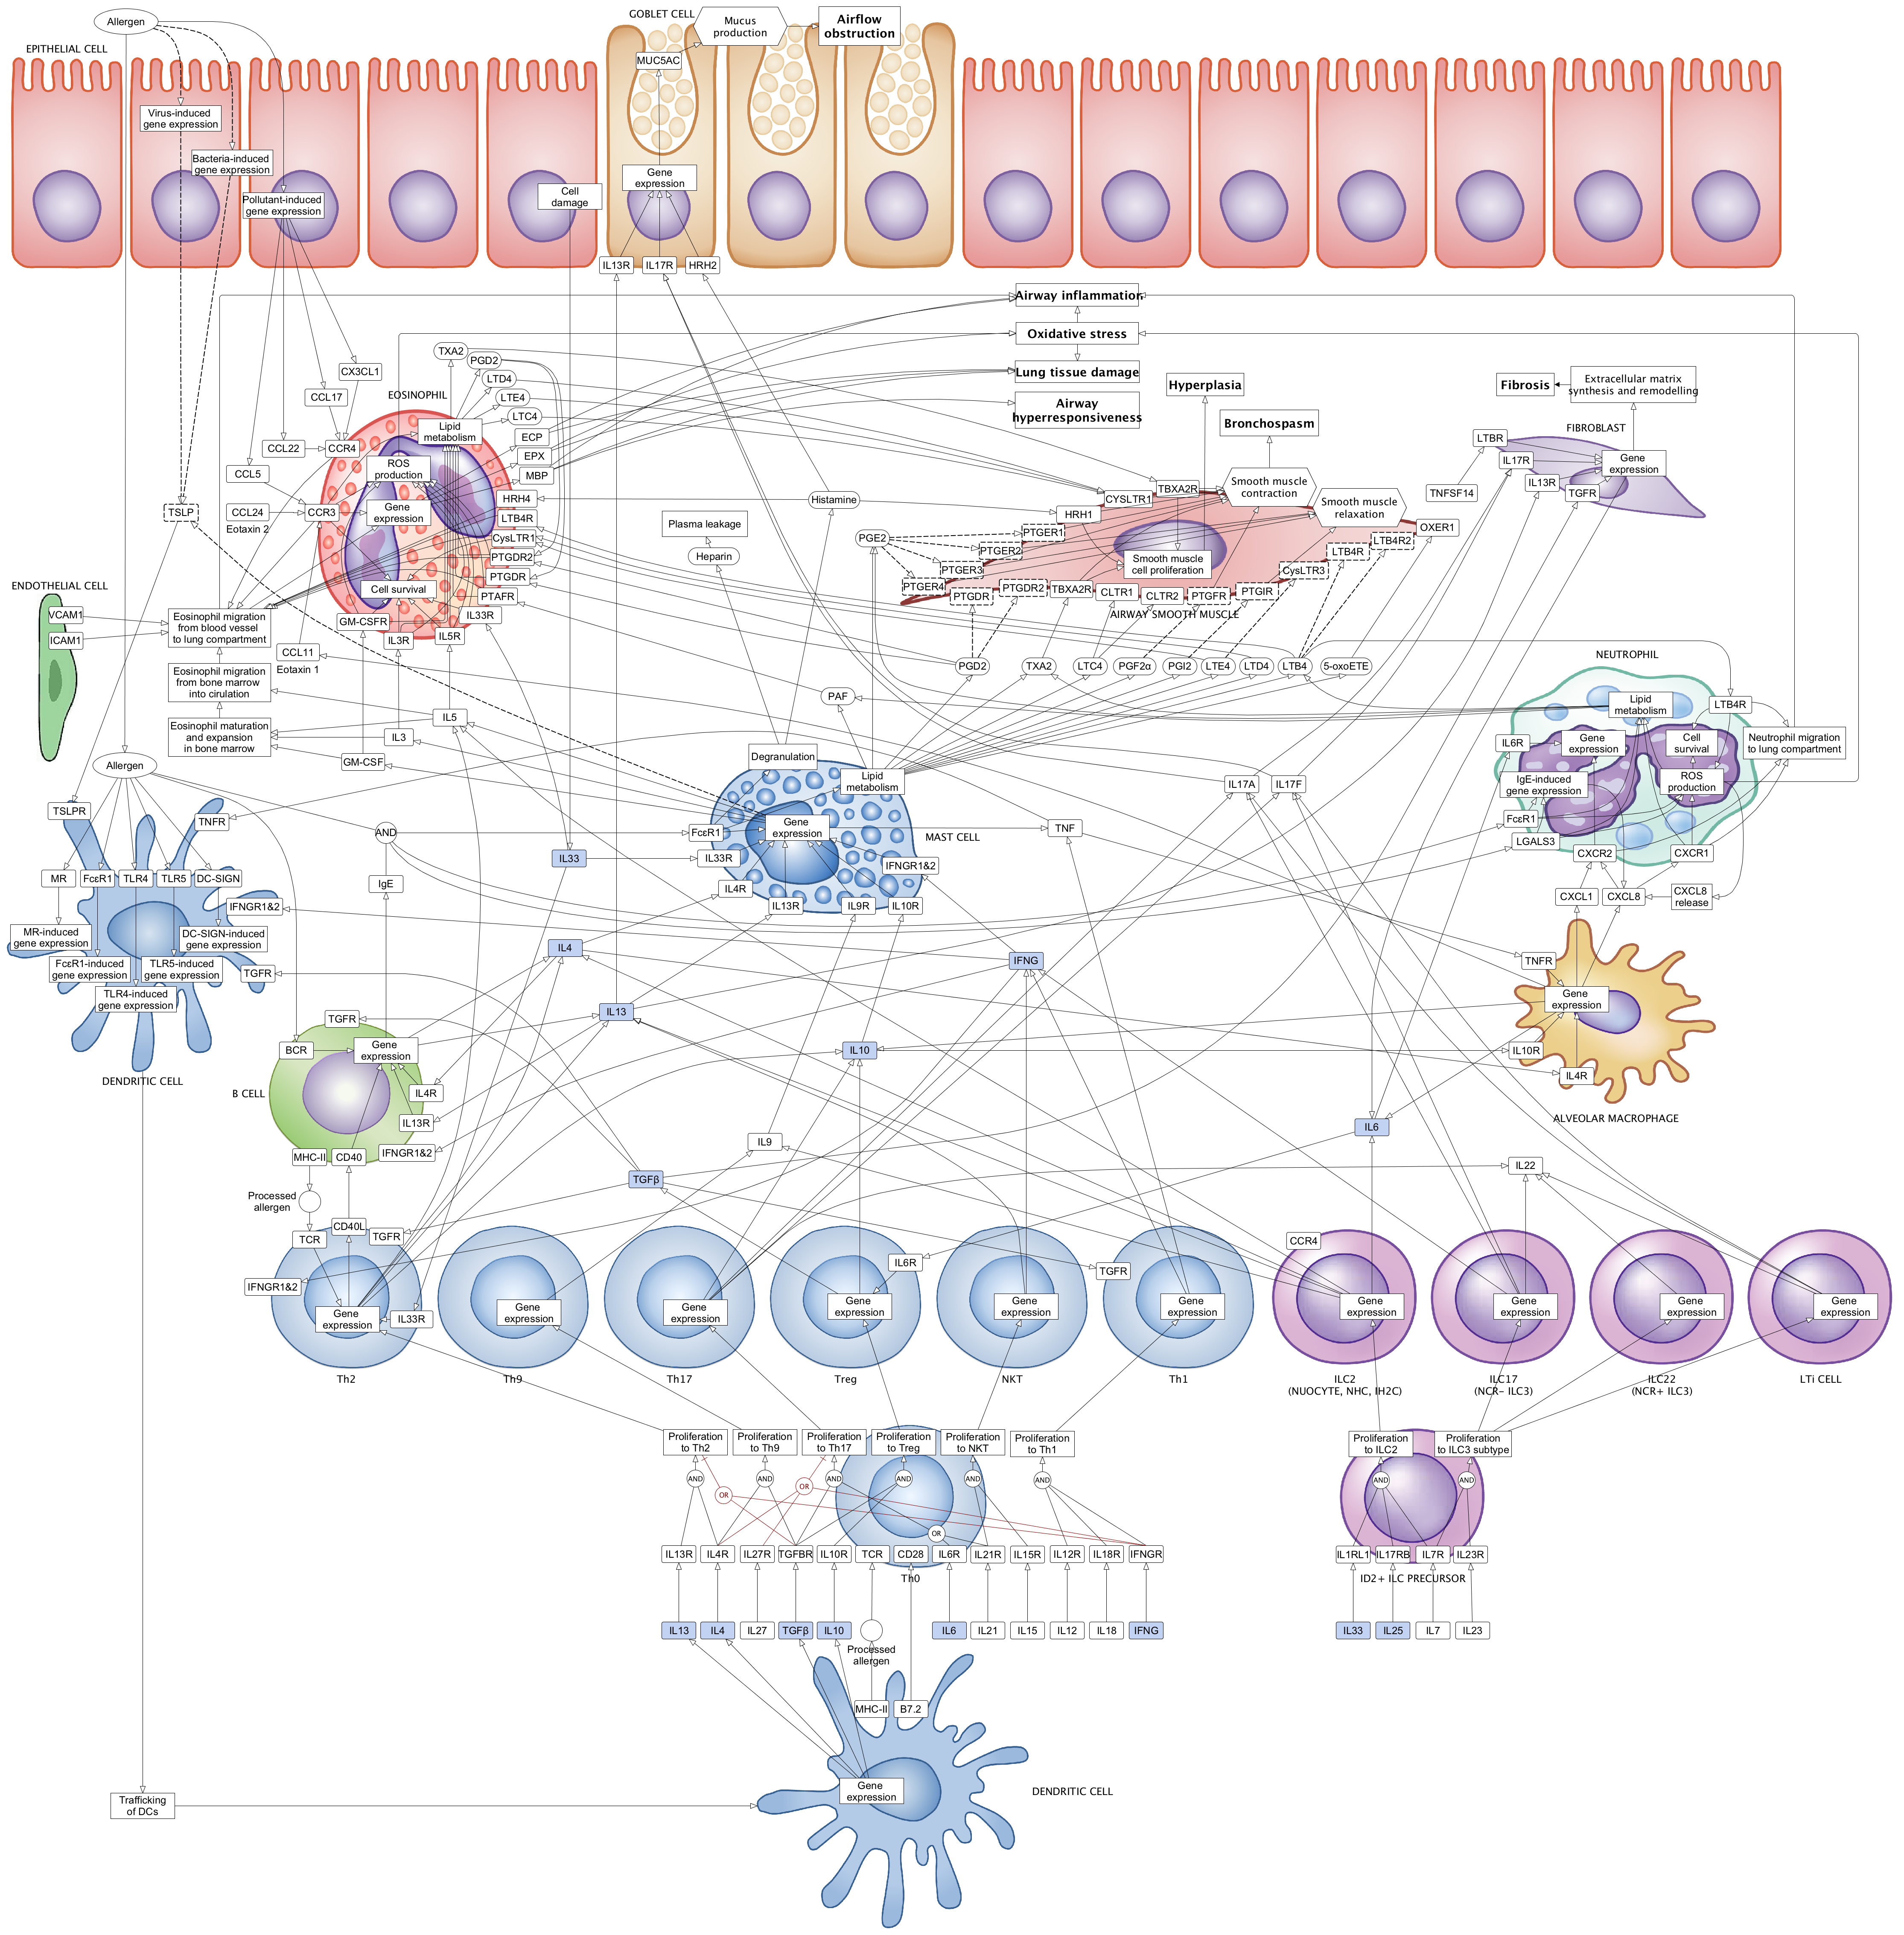 Allergen
EPITHELIAL CELL
GOBLET CELL
Mucus
production
Airflow
obstruction
MUC5AC
Virus-induced
gene expression
Bacteria-induced
gene expression
Pollutant-induced
gene expression
Cell
damage
Gene
expression
IL13R
IL17R
HRH2
Airway inflammation
Oxidative stress
Lung tissue damage
Airway
hyperresponsiveness
Hyperplasia
Bronchospasm
Fibrosis
Extracellular matrix
synthesis and remodelling
FIBROBLAST
LTBR
IL17R
IL13R
TGFR
Gene
expression
TNFSF14
TXA2
PGD2
LTD4
LTE4
LTC4
CX3CL1
CCL17
EOSINOPHIL
Lipid
metabolism
ECP
EPX
MBP
CCL22
CCR4
CCL5
ROS
production
HRH4
LTB4R
CysLTR1
PTGDR2
PTGDR
PTAFR
IL33R
TSLP
CCL24
Eotaxin 2
CCR3
Gene
expression
Cell survival
GM-CSFR
IL3R
IL5R
CCL11
Eotaxin 1
Histamine
Plasma leakage
Heparin
PGE2
CYSLTR1
TBXA2R
HRH1
Smooth muscle
contraction
Smooth muscle
relaxation
OXER1
PTGER1
PTGER2
PTGER3
PTGER4
Smooth muscle
cell proliferation
LTB4R2
LTB4R
CysLTR3
PTGDR
PTGDR2
TBXA2R
CLTR1
CLTR2
PTGFR
PTGIR
AIRWAY SMOOTH MUSCLE
ENDOTHELIAL CELL
VCAM1
ICAM1
Eosinophil migration
from blood vessel
to lung compartment
Eosinophil migration
from bone marrow
into cirulation
Eosinophil maturation
and expansion
in bone marrow
PGD2
TXA2
LTC4
PGF2α
PGI2
LTE4
LTD4
LTB4
5-oxoETE
PAF
IL5
IL3
GM-CSF
NEUTROPHIL
Lipid
metabolism
LTB4R
IL6R
Gene
expression
Cell
survival
Neutrophil migration
to lung compartment
IgE-induced
gene expression
ROS
production
FcεR1
LGALS3
CXCR2
CXCR1
CXCL1
CXCL8
CXCL8
release
Allergen
TSLPR
TNFR
MR
FcεR1
TLR4
TLR5
DC-SIGN
IFNGR1&2
MR-induced
gene expression
DC-SIGN-induced
gene expression
FcεR1-induced
gene expression
TLR5-induced
gene expression
TLR4-induced
gene expression
TGFR
DENDRITIC CELL
AND
IgE
Degranulation
Lipid
metabolism
Gene
expression
MAST CELL
FcεR1
IL33
IL33R
IL4R
IL13R
IL9R
IL10R
IFNGR1&2
TNF
IL17A
IL17F
IL4
IFNG
IL13
IL10
TNFR
Gene
expression
IL10R
IL4R
ALVEOLAR MACROPHAGE
TGFR
BCR
Gene
expression
B CELL
IL4R
IL13R
IFNGR1&2
MHC-II
CD40
IL9
IL6
IL22
TGFβ
Processed
allergen
CD40L
TCR
TGFR
IFNGR1&2
Gene
expression
IL33R
Gene
expression
Gene
expression
IL6R
Gene
expression
Gene
expression
TGFR
Gene
expression
CCR4
Gene
expression
Gene
expression
Gene
expression
Gene
expression
Th2
Th9
Th17
Treg
NKT
Th1
ILC2
(NUOCYTE, NHC, IH2C)
ILC17
(NCR- ILC3)
ILC22
(NCR+ ILC3)
LTi CELL
Proliferation
to Th2
Proliferation
to Th9
Proliferation
to Th17
Proliferation
to Treg
Proliferation
to NKT
Proliferation
to Th1
Proliferation
to ILC2
Proliferation
to ILC3 subtype
AND
AND
AND
AND
AND
AND
AND
AND
OR
OR
OR
IL13R
IL4R
IL27R
TGFBR
IL10R
TCR
CD28
IL6R
IL21R
IL15R
IL12R
IL18R
IFNGR
Th0
IL1RL1
IL17RB
IL7R
IL23R
ID2+ ILC PRECURSOR
IL13
IL4
IL27
TGFβ
IL10
Processed
allergen
IL6
IL21
IL15
IL12
IL18
IFNG
IL33
IL25
IL7
IL23
MHC-II
B7.2
Gene
expression
DENDRITIC CELL
Trafficking
of DCs